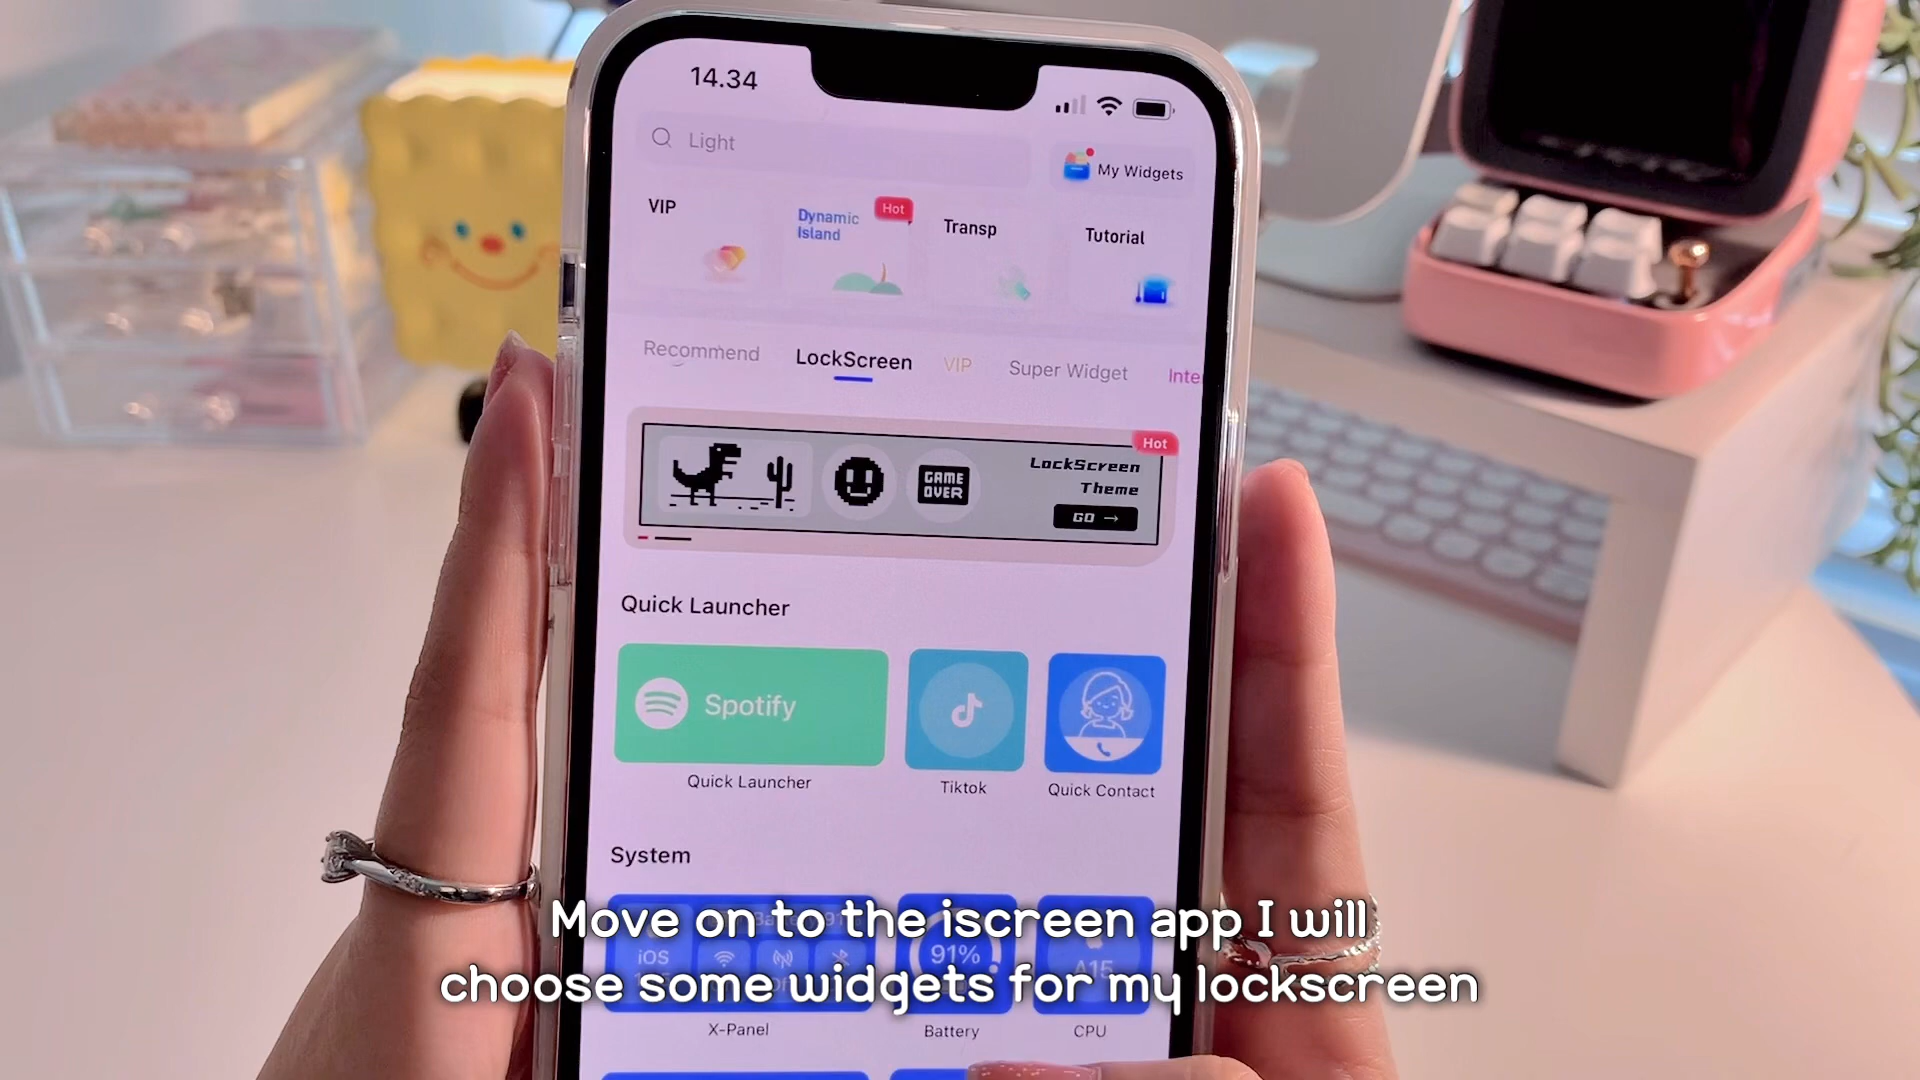 14.34
Light
My Widgets
VIP
Dynamic
Island
Hot
Transp
Tutorial
Recommend LockScreen VIP Super Widget Inte
Hot
GAME
OVER
LockScreen
Theme
GO →
Quick Launcher
Spotify
Quick Launcher Tiktok Quick Contact
System
iOS
91%
A15
Move on to the iscreen app I will
choose some widgets for my lockscreen
X-Panel Battery CPU